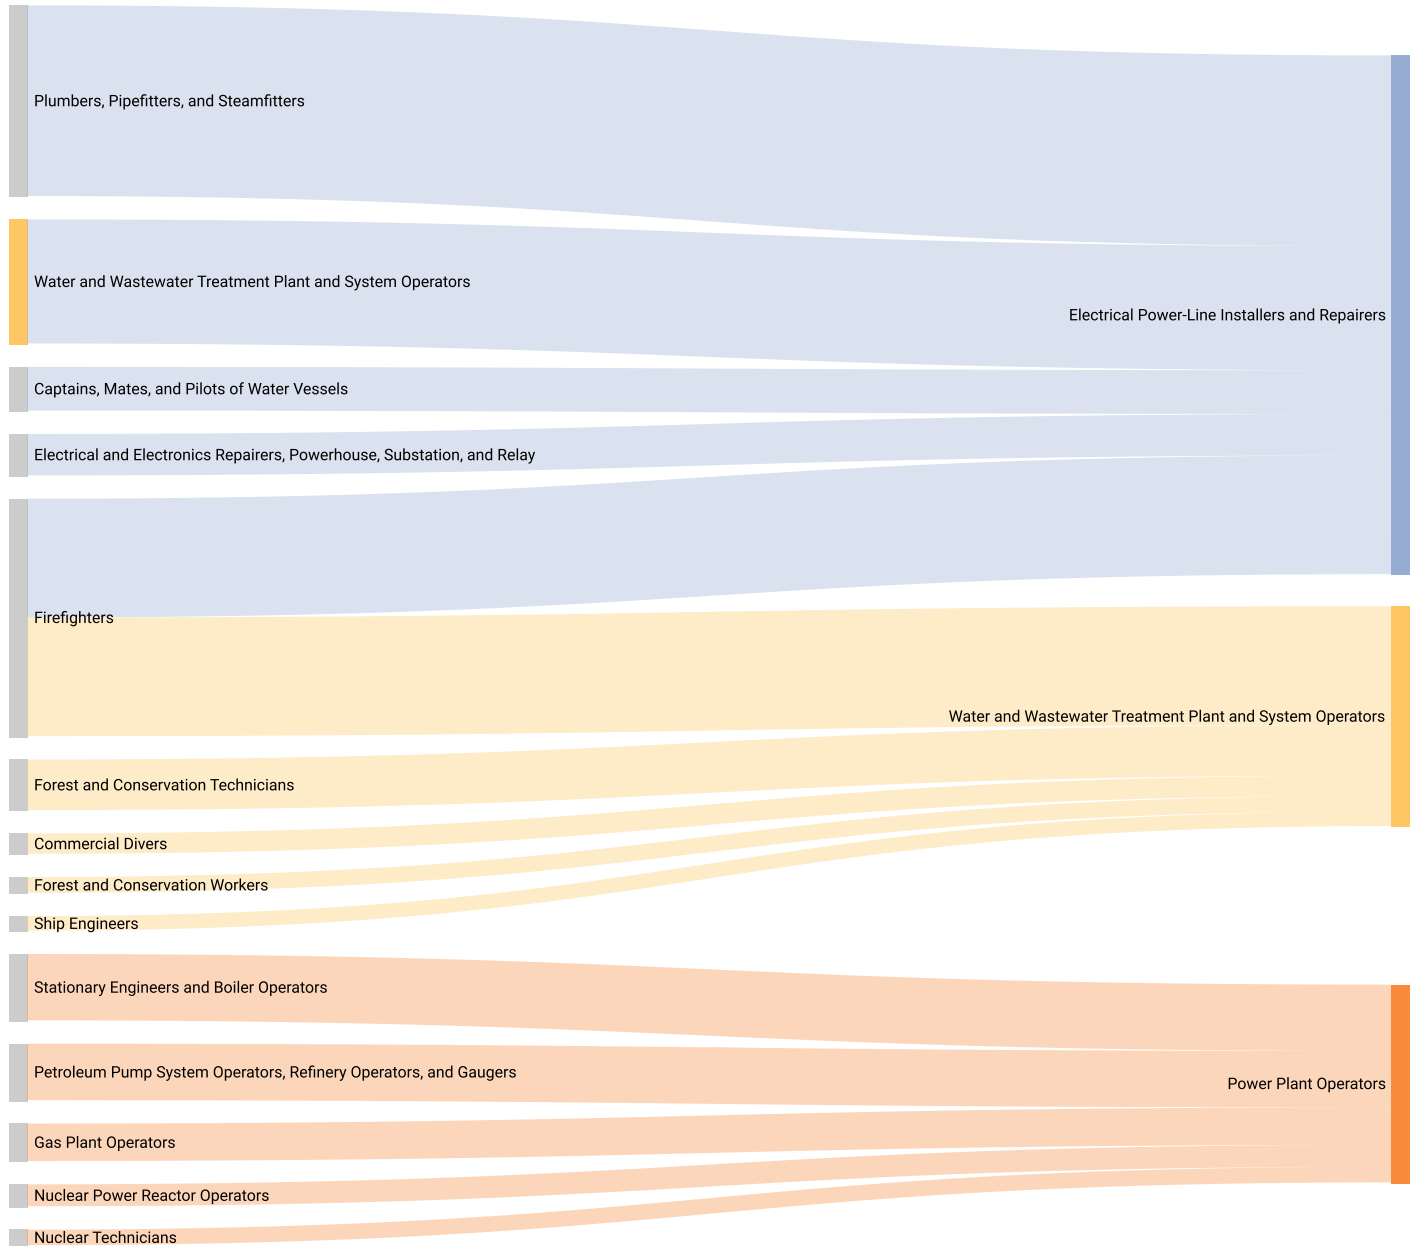 Plumbers, Pipefitters, and Steamfitters
Water and Wastewater Treatment Plant and System Operators
Electrical Power-Line Installers and Repairers
Captains, Mates, and Pilots of Water Vessels
Electrical and Electronics Repairers, Powerhouse, Substation, and Relay
Firefighters
Water and Wastewater Treatment Plant and System Operators
Forest and Conservation Technicians
Commercial Divers
Forest and Conservation Workers
Ship Engineers
Stationary Engineers and Boiler Operators
Petroleum Pump System Operators, Refinery Operators, and Gaugers
Power Plant Operators
Gas Plant Operators
Nuclear Power Reactor Operators
Nuclear Technicians